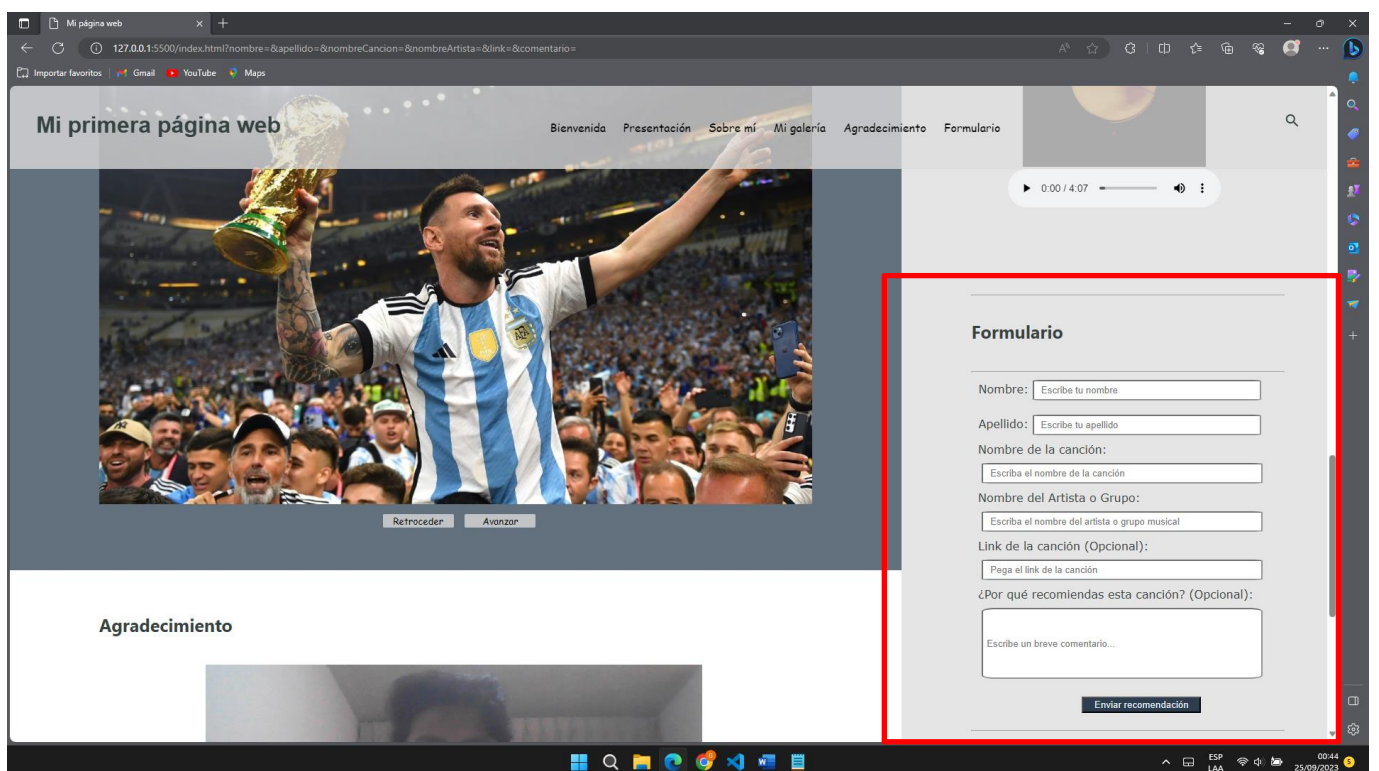 Mi página web
127.0.0.1:5500/index.html?nombre=&apellido=&nombreCancion=&nombreArtista=&link=&comentario=
Importar favoritos Gmail YouTube Maps
Mi primera página web
Bienvenida Presentación Sobre mí Mi galería Agradecimiento Formulario
0:00 / 4:07
AFA
Retroceder Avanzar
Agradecimiento
Formulario
Nombre: Escribe tu nombre
Apellido: Escribe tu apellido
Nombre de la canción:
Escriba el nombre de la canción
Nombre del Artista o Grupo:
Escriba el nombre del artista o grupo musical
Link de la canción (Opcional):
Pega el link de la canción
¿Por qué recomiendas esta canción? (Opcional):
Escribe un breve comentario...
Enviar recomendación
ESP
LAA
00:44
25/09/2023
5